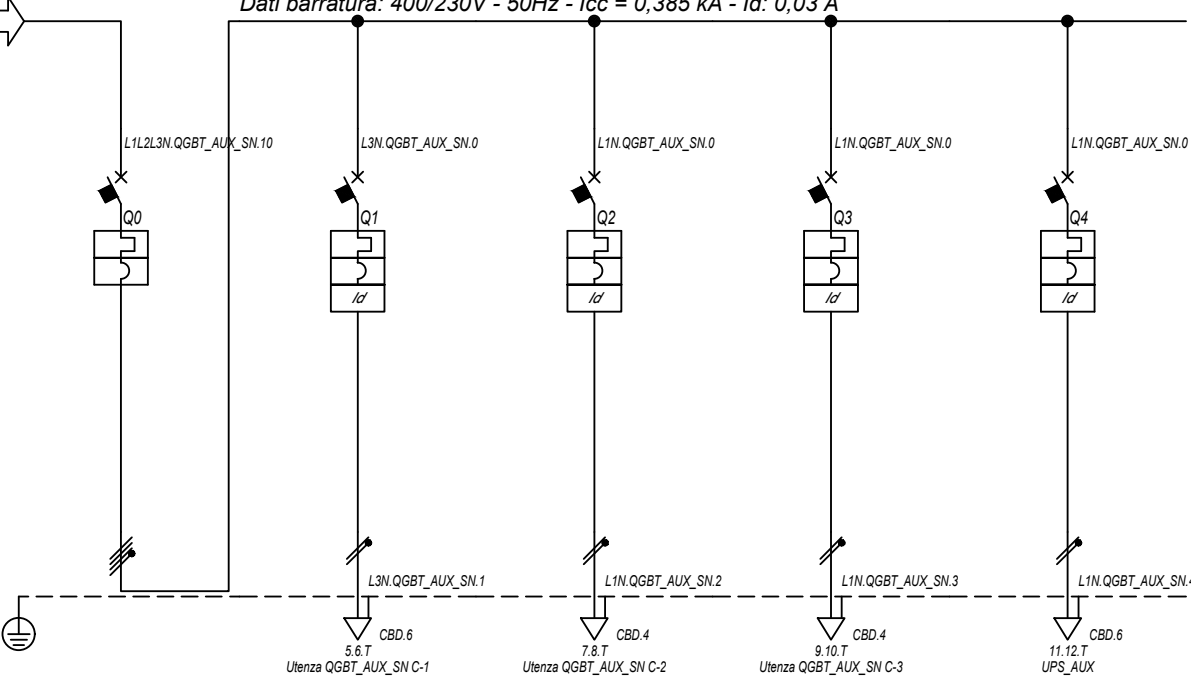 Dati barratura: 400/230V - 50Hz - Icc = 0,385 kA - Id: 0,03 A
L1L2L3N.QGBT_AUX_SN.10
L3N.QGBT_AUX_SN.0
L1N.QGBT_AUX_SN.0
L1N.QGBT_AUX_SN.0
L1N.QGBT_AUX_SN.0
Q0
Q1
Q2
Q3
Q4
Id
Id
Id
Id
L3N.QGBT_AUX_SN.1
L1N.QGBT_AUX_SN.2
L1N.QGBT_AUX_SN.3
L1N.QGBT_AUX_SN.4
CBD.6
CBD.4
CBD.4
CBD.6
5.6.T
7.8.T
9.10.T
11.12.T
Utenza QGBT_AUX_SN C-1
Utenza QGBT_AUX_SN C-2
Utenza QGBT_AUX_SN C-3
UPS_AUX